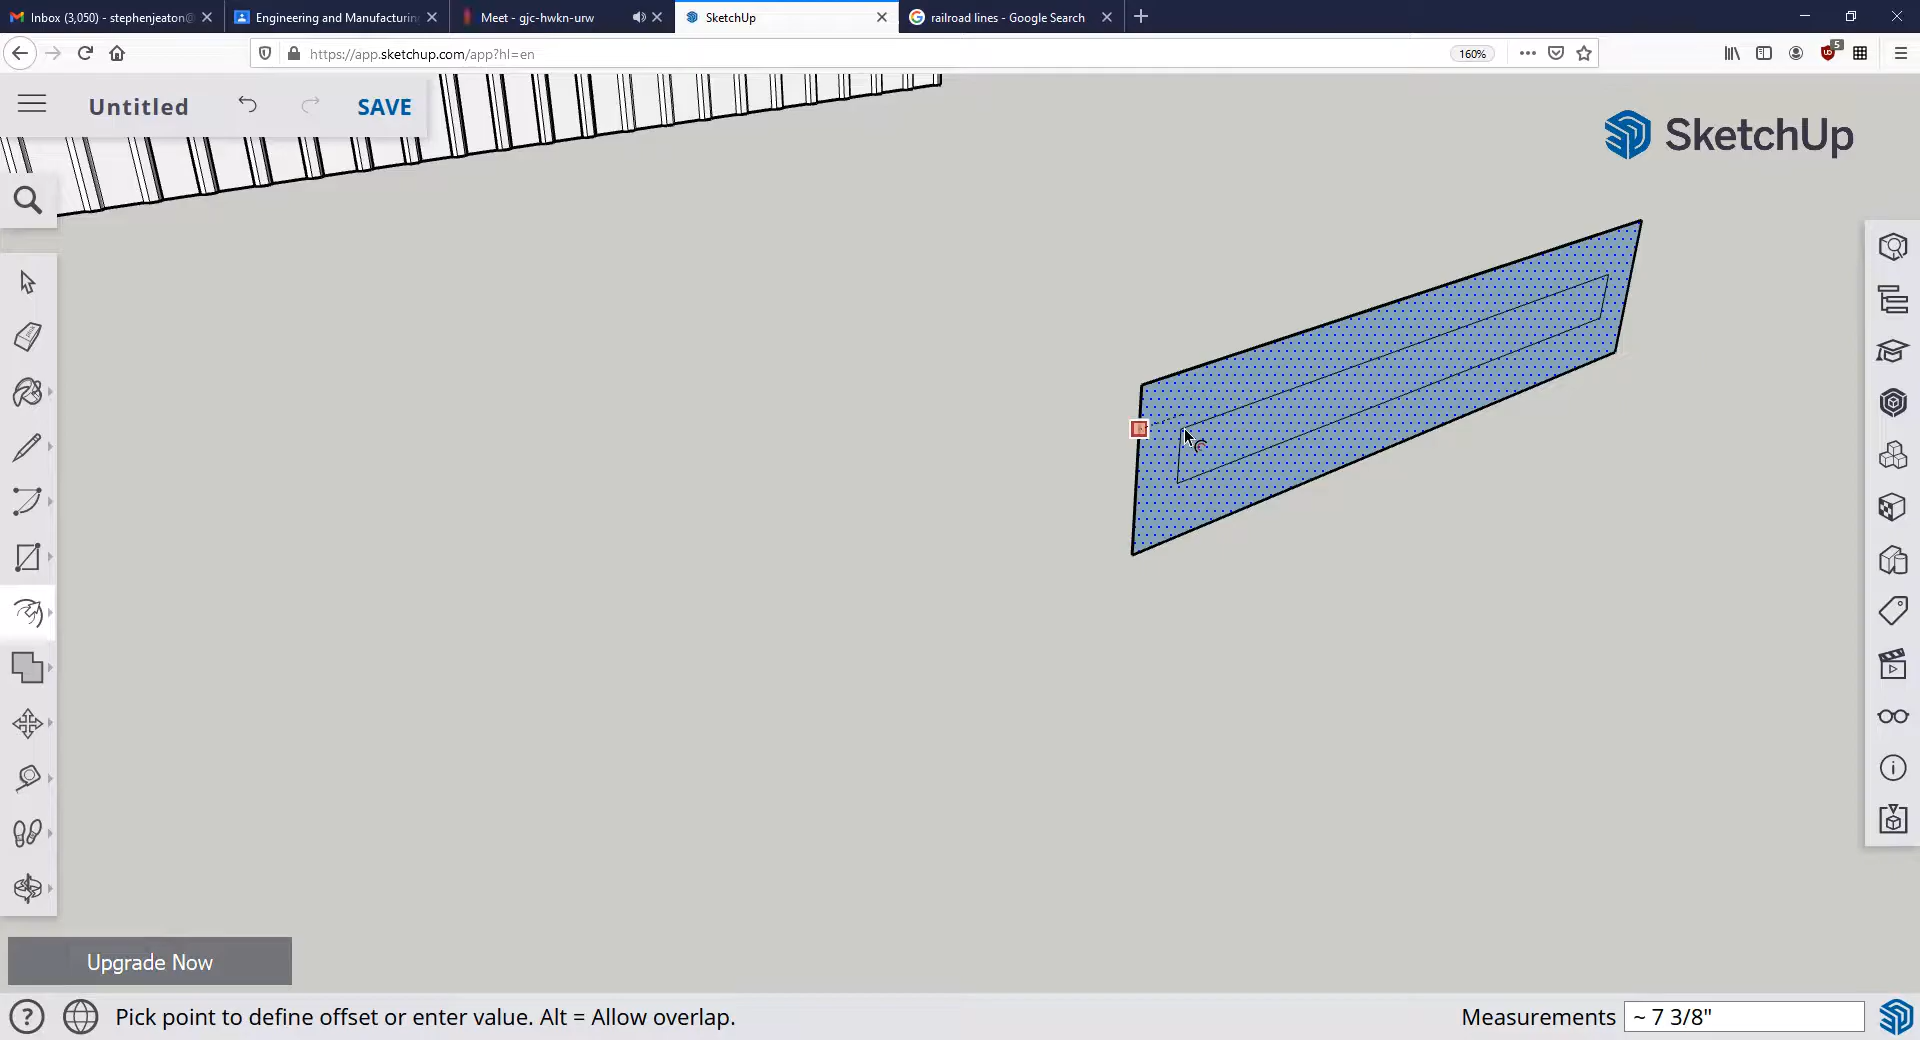 Inbox (3,050) - stephenjeaton@
Engineering and Manufacturin
Meet - gjc-hwkn-urw
SketchUp
railroad lines - Google Search
https://app.sketchup.com/app?hl=en
160%
5
Untitled
SAVE
SketchUp
Upgrade Now
Pick point to define offset or enter value. Alt = Allow overlap.
Measurements
~ 7 3/8"